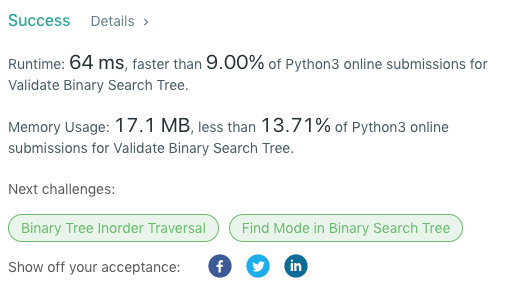 Success Details >
Runtime: 64 ms, faster than 9.00% of Python3 online submissions for
Validate Binary Search Tree.
Memory Usage: 17.1 MB, less than 13.71% of Python3 online
submissions for Validate Binary Search Tree.
Next challenges:
Binary Tree Inorder Traversal Find Mode in Binary Search Tree
Show off your acceptance: f in